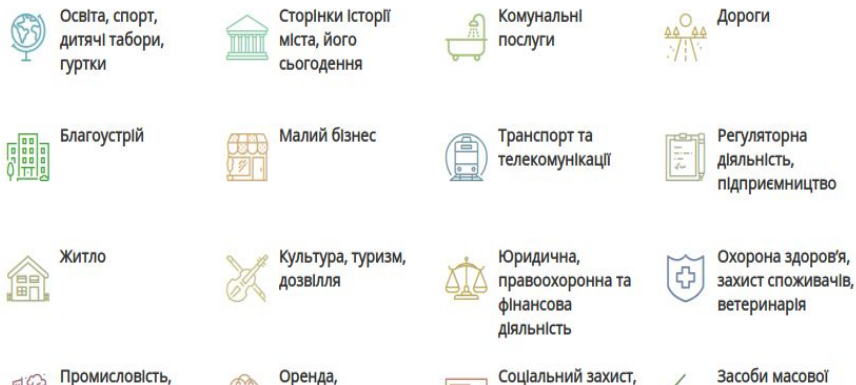 Освіта, спорт,
дитячі табори,
гуртки
Сторінки історії
міста, його
сьогодення
Комунальні
послуги
Дороги
Благоустрій
Малий бізнес
Транспорт та
телекомунікації
Регуляторна
діяльність,
підприємництво
Житло
Культура, туризм,
дозвілля
Юридична,
правоохоронна та
фінансова
діяльність
Охорона здоров'я,
захист споживачів,
ветеринарія
Промисловість,
Оренда,
Соціальний захист,
Засоби масової